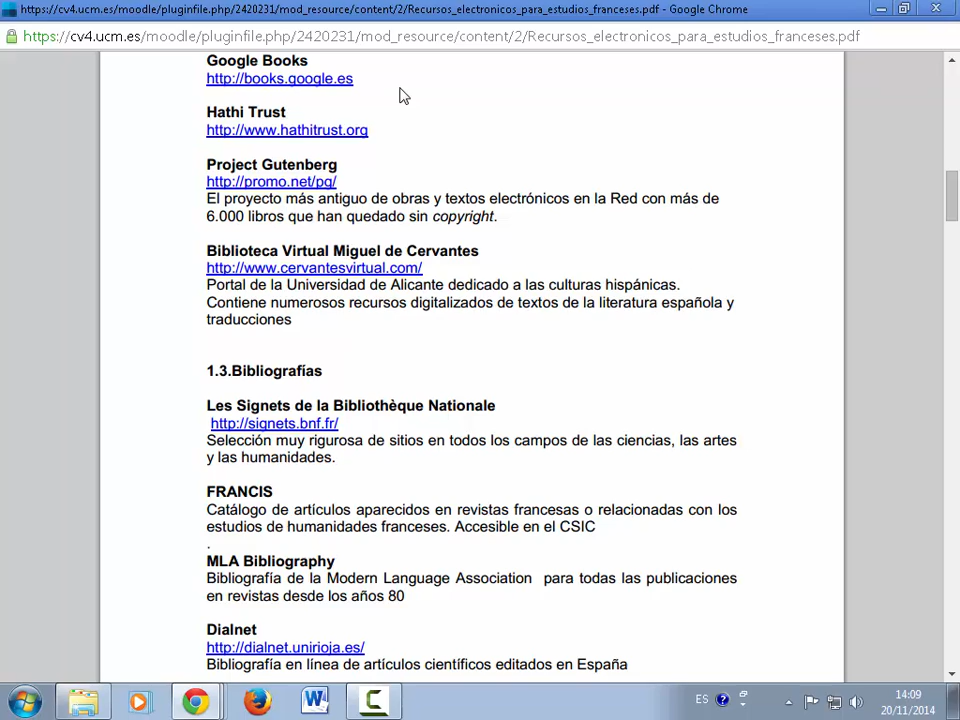 https://cv4.ucm.es/moodle/pluginfile.php/2420231/mod_resource/content/2/Recursos_electronicos_para_estudios_franceses.pdf - Google Chrome
https://cv4.ucm.es/moodle/pluginfile.php/2420231/mod_resource/content/2/Recursos_electronicos_para_estudios_franceses.pdf
Google Books
http://books.google.es
Hathi Trust
http://www.hathitrust.org
Project Gutenberg
http://promo.net/pg/
El proyecto más antiguo de obras y textos electrónicos en la Red con más de
6.000 libros que han quedado sin copyright.
Biblioteca Virtual Miguel de Cervantes
http://www.cervantesvirtual.com/
Portal de la Universidad de Alicante dedicado a las culturas hispánicas.
Contiene numerosos recursos digitalizados de textos de la literatura española y
traducciones
1.3.Bibliografías
Les Signets de la Bibliothèque Nationale
http://signets.bnf.fr/
Selección muy rigurosa de sitios en todos los campos de las ciencias, las artes
y las humanidades.
FRANCIS
Catálogo de artículos aparecidos en revistas francesas o relacionadas con los
estudios de humanidades franceses. Accesible en el CSIC
.
MLA Bibliography
Bibliografía de la Modern Language Association para todas las publicaciones
en revistas desde los años 80
Dialnet
http://dialnet.unirioja.es/
Bibliografía en línea de artículos científicos editados en España
ES
14:09
20/11/2014